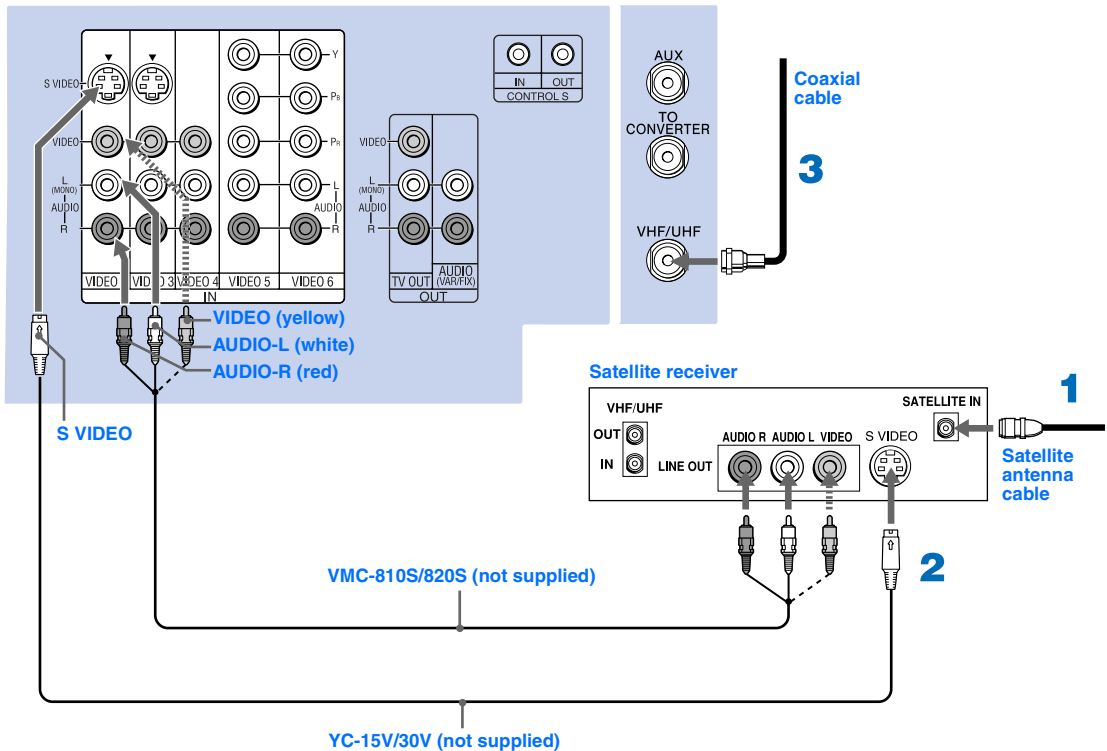 S VIDEO
VIDEO
L
(MONO)
AUDIO
R
Y
PB
PR
L
AUDIO
R
VIDEO
VIDEO 3
VIDEO 4
VIDEO 5
VIDEO 6
IN
IN
OUT
CONTROL S
VIDEO
L
(MONO)
AUDIO
R
TV OUT
AUDIO
(VAR/FIX)
OUT
AUX
TO
CONVERTER
VHF/UHF
Coaxial
cable
3
VIDEO (yellow)
AUDIO-L (white)
AUDIO-R (red)
S VIDEO
Satellite receiver
VHF/UHF
OUT
IN
LINE OUT
AUDIO R
AUDIO L
VIDEO
S VIDEO
SATELLITE IN
1
Satellite
antenna
cable
2
VMC-810S/820S (not supplied)
YC-15V/30V (not supplied)